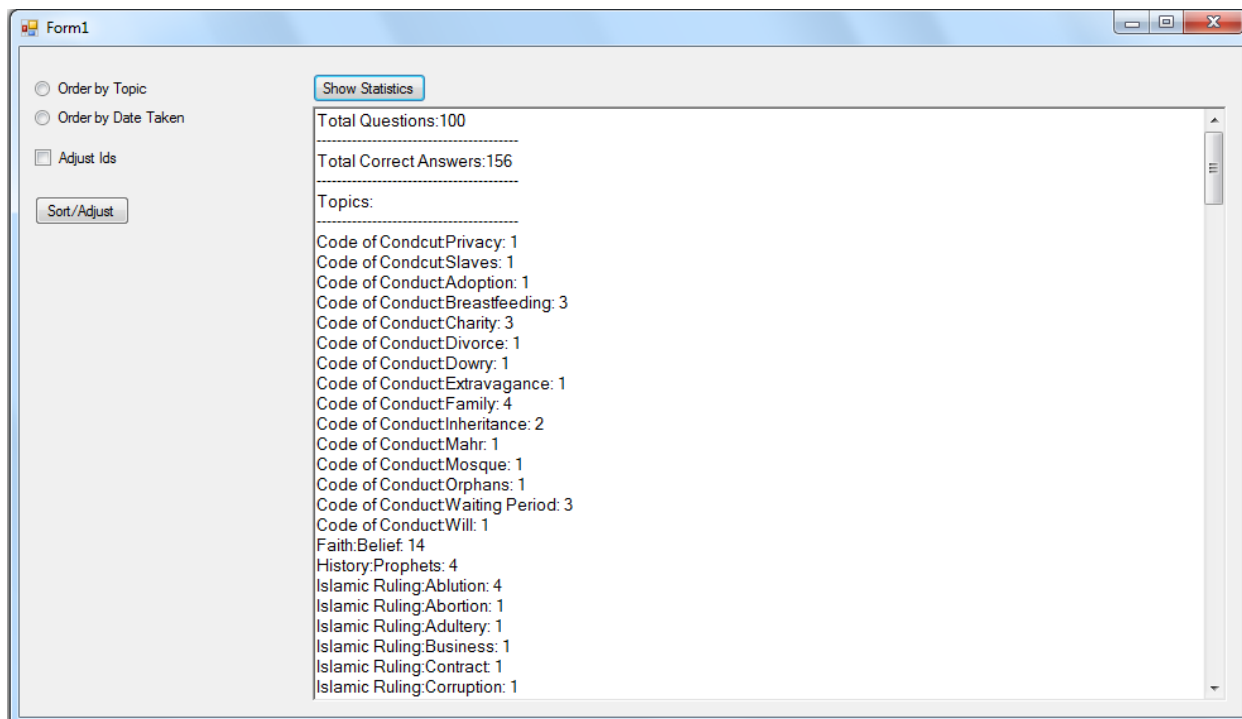 Form1
Order by Topic
Order by Date Taken
Adjust Ids
Sort/Adjust
Show Statistics
Total Questions:100
----------------------------------------
Total Correct Answers:156
----------------------------------------
Topics:
----------------------------------------
Code of Condcut:Privacy: 1
Code of Condcut:Slaves: 1
Code of Conduct:Adoption: 1
Code of Conduct:Breastfeeding: 3
Code of Conduct:Charity: 3
Code of Conduct:Divorce: 1
Code of Conduct:Dowry: 1
Code of Conduct:Extravagance: 1
Code of Conduct:Family: 4
Code of Conduct:Inheritance: 2
Code of Conduct:Mahr: 1
Code of Conduct:Mosque: 1
Code of Conduct:Orphans: 1
Code of Conduct:Waiting Period: 3
Code of Conduct:Will: 1
Faith:Belief: 14
History:Prophets: 4
Islamic Ruling:Ablution: 4
Islamic Ruling:Abortion: 1
Islamic Ruling:Adultery: 1
Islamic Ruling:Business: 1
Islamic Ruling:Contract: 1
Islamic Ruling:Corruption: 1